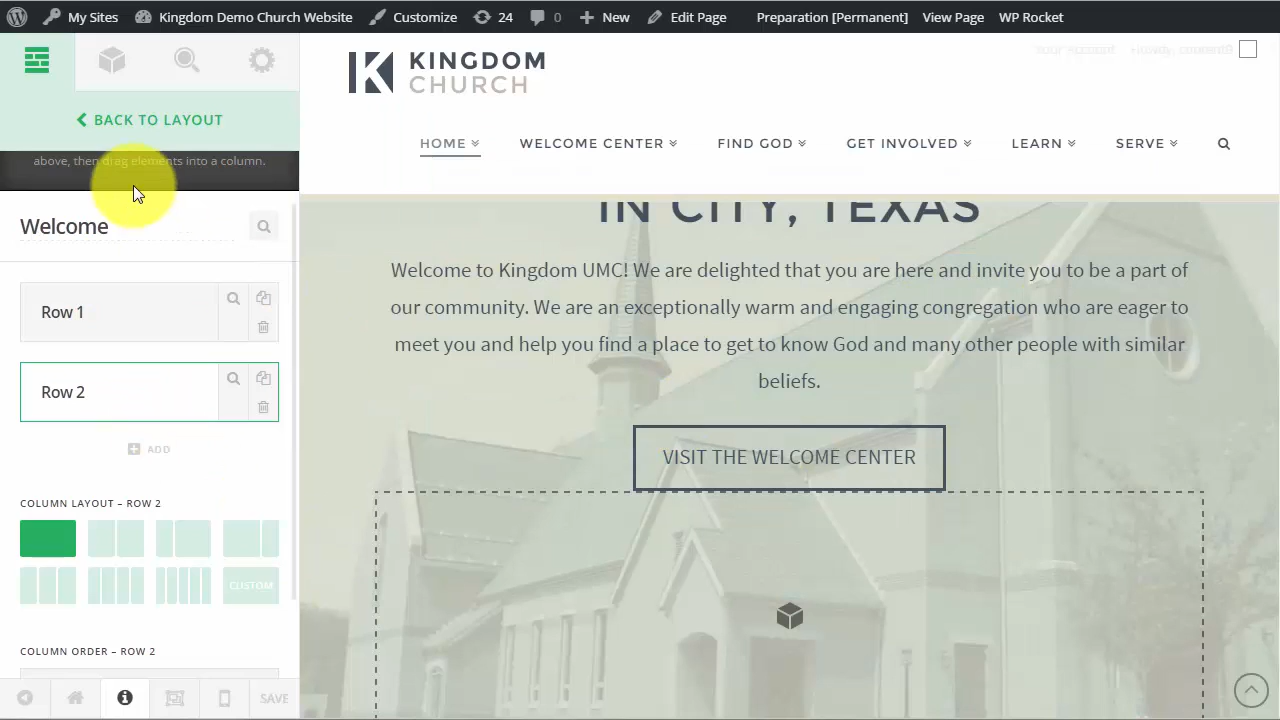 My Sites Kingdom Demo Church Website Customize 24 0 New Edit Page Preparation [Permanent] View Page WP Rocket
BACK TO LAYOUT
above, then drag elements into a column.
Welcome
Row 1
Row 2
ADD
COLUMN LAYOUT – ROW 2
CUSTOM
COLUMN ORDER – ROW 2
SAVE
Your Account
KINGDOM
CHURCH
HOME WELCOME CENTER FIND GOD GET INVOLVED LEARN SERVE
IN CITY, TEXAS
Welcome to Kingdom UMC! We are delighted that you are here and invite you to be a part of
our community. We are an exceptionally warm and engaging congregation who are eager to
meet you and help you find a place to get to know God and many other people with similar
beliefs.
VISIT THE WELCOME CENTER